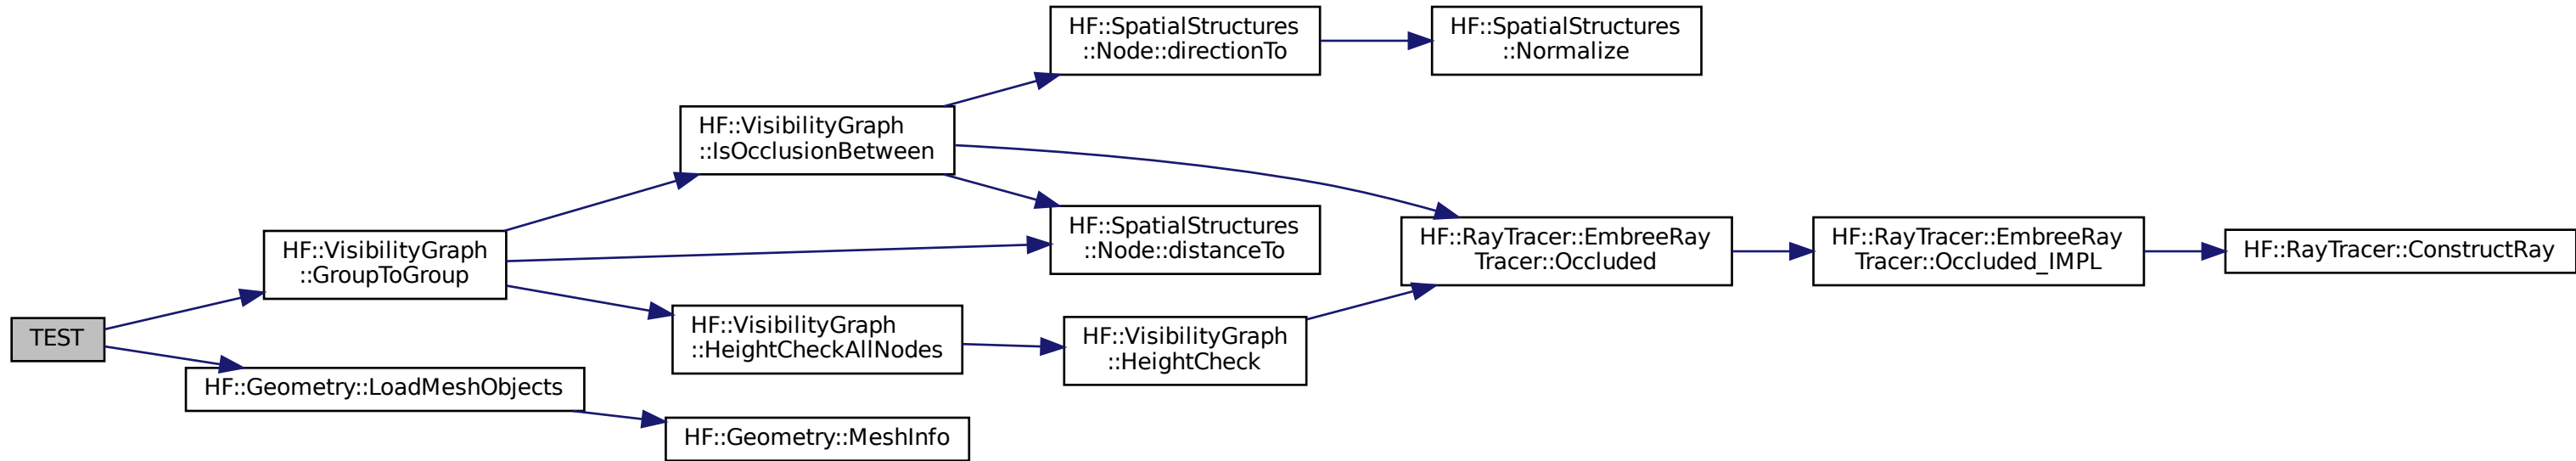 TEST
HF::VisibilityGraph
::GroupToGroup
HF::Geometry::LoadMeshObjects
HF::VisibilityGraph
::IsOcclusionBetween
HF::VisibilityGraph
::HeightCheckAllNodes
HF::Geometry::MeshInfo
HF::SpatialStructures
::Node::directionTo
HF::SpatialStructures
::Node::distanceTo
HF::VisibilityGraph
::HeightCheck
HF::SpatialStructures
::Normalize
HF::RayTracer::EmbreeRay
Tracer::Occluded
HF::RayTracer::EmbreeRay
Tracer::Occluded_IMPL
HF::RayTracer::ConstructRay